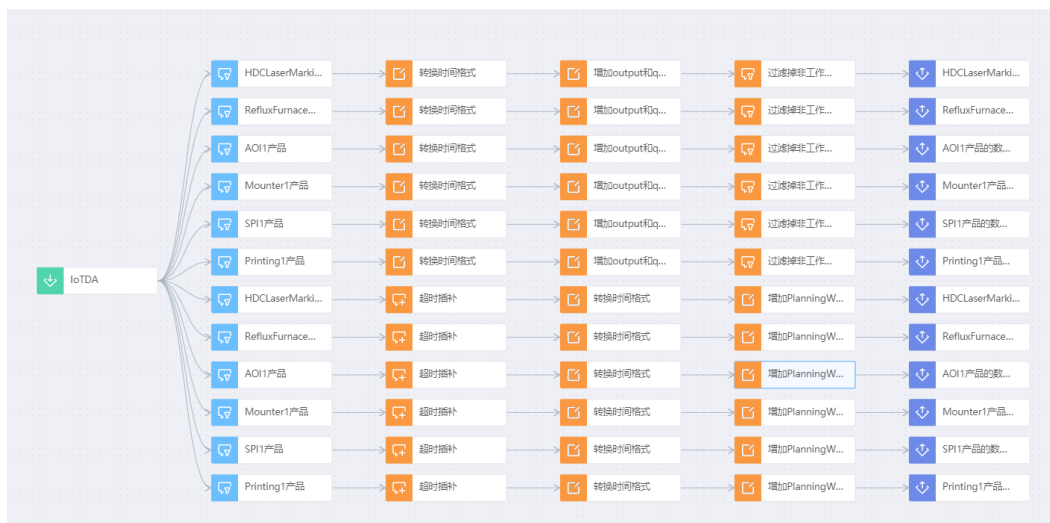 HDCLaserMarki... 转换时间格式 增加output和q... 过滤掉非工作... HDCLaserMarki...
RefluxFurnace... 转换时间格式 增加output和q... 过滤掉非工作... RefluxFurnace...
AOI1产品 转换时间格式 增加output和q... 过滤掉非工作... AOI1产品的数...
Mounter1产品 转换时间格式 增加output和q... 过滤掉非工作... Mounter1产品...
SPI1产品 转换时间格式 增加output和q... 过滤掉非工作... SPI1产品的数...
Printing1产品 转换时间格式 增加output和q... 过滤掉非工作... Printing1产品...
IoTDA
HDCLaserMarki... 超时插补 转换时间格式 增加PlanningW... HDCLaserMarki...
RefluxFurnace... 超时插补 转换时间格式 增加PlanningW... RefluxFurnace...
AOI1产品 超时插补 转换时间格式 增加PlanningW... AOI1产品的数...
Mounter1产品 超时插补 转换时间格式 增加PlanningW... Mounter1产品...
SPI1产品 超时插补 转换时间格式 增加PlanningW... SPI1产品的数...
Printing1产品 超时插补 转换时间格式 增加PlanningW... Printing1产品...